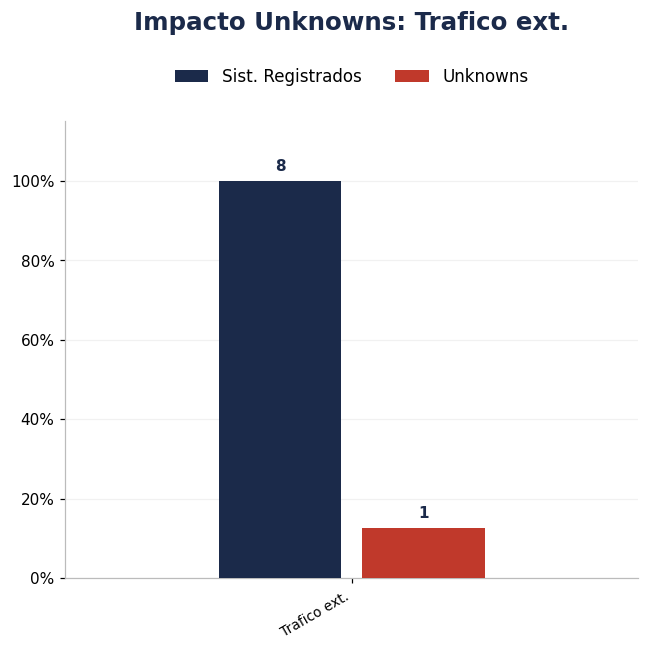 Impacto Unknowns: Trafico ext.
Sist. Registrados
Unknowns
8
100%
80%
60%
40%
20%
1
0%
Trafico ext.